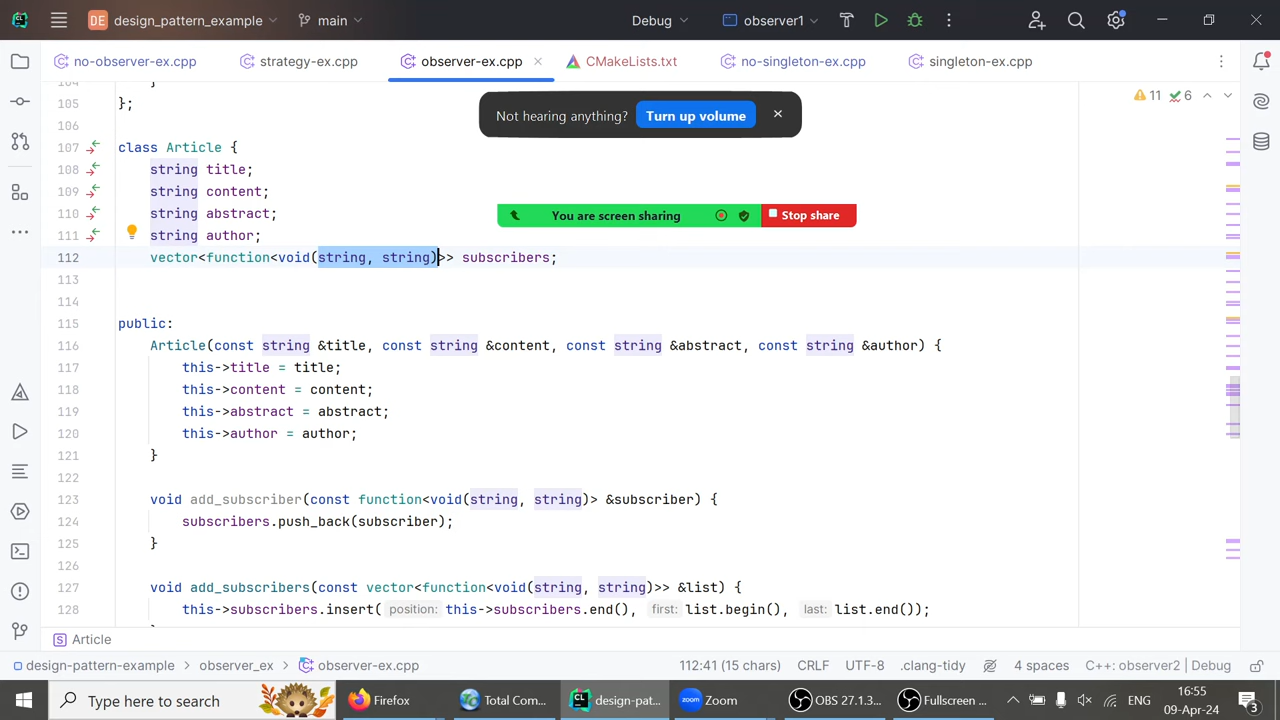 DE design_pattern_example main Debug observer1
no-observer-ex.cpp strategy-ex.cpp observer-ex.cpp CMakeLists.txt no-singleton-ex.cpp singleton-ex.cpp
11 6
105 };
Not hearing anything? Turn up volume
106
107 class Article {
108 string title;
109 string content;
110 string abstract;
You are screen sharing Stop share
111 string author;
112 vector<function<void(string, string)>> subscribers;
113
114
115 public:
116 Article(const string &title, const string &content, const string &abstract, const string &author) {
117 this->title = title;
118 this->content = content;
119 this->abstract = abstract;
120 this->author = author;
121 }
122
123 void add_subscriber(const function<void(string, string)> &subscriber) {
124 subscribers.push_back(subscriber);
125 }
126
127 void add_subscribers(const vector<function<void(string, string)>> &list) {
128 this->subscribers.insert( position: this->subscribers.end(), first: list.begin(), last: list.end());
S Article
design-pattern-example observer_ex observer-ex.cpp 112:41 (15 chars) CRLF UTF-8 .clang-tidy 4 spaces C++: observer2 | Debug
Type here to search Firefox Total Com... design-pat... zoom Zoom OBS 27.1.3... Fullscreen ... ENG 16:55
09-Apr-24 3